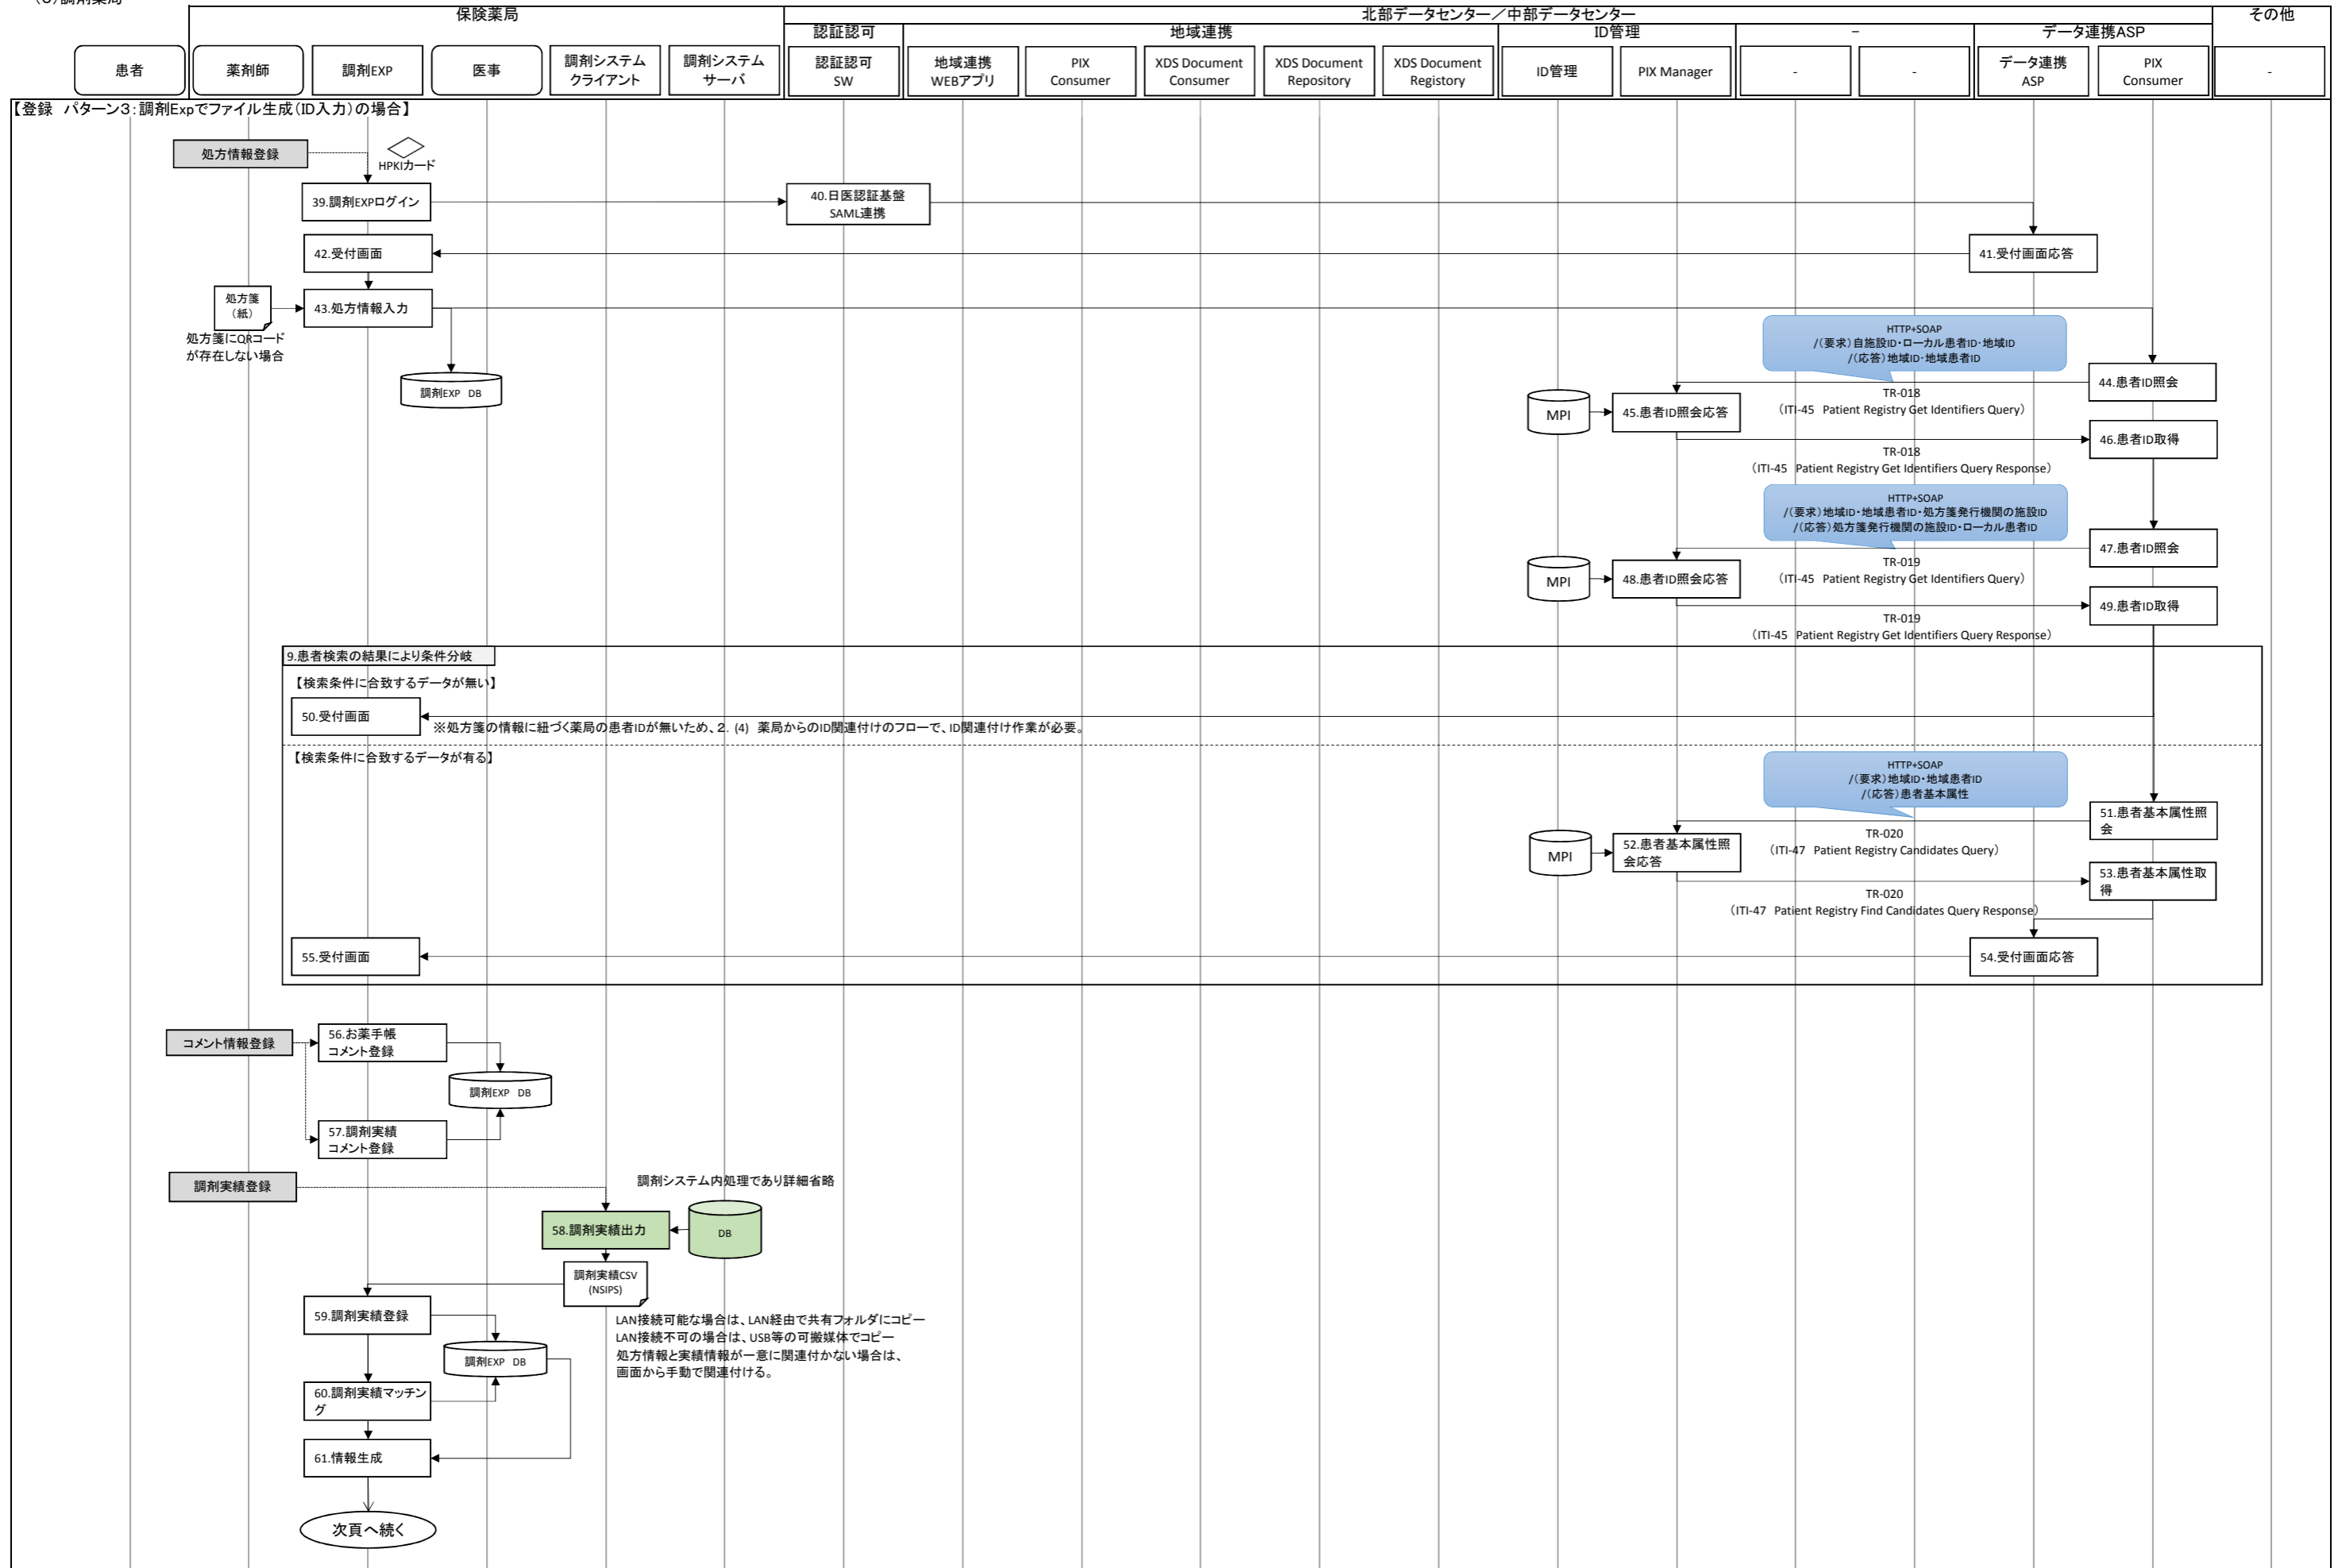 保険薬局
北部データセンター／中部データセンター
その他
認証認可
地域連携
ID管理
－
データ連携ASP
患者
薬剤師
調剤EXP
医事
調剤システム
クライアント
調剤システム
サーバ
認証認可
SW
地域連携
WEBアプリ
PIX
Consumer
XDS Document
Consumer
XDS Document
Repository
XDS Document
Registory
ID管理
PIX Manager
-
-
データ連携
ASP
PIX
Consumer
-
【登録　パターン3：調剤Expでファイル生成（ID入力）の場合】
処方情報登録
HPKIカード
39.調剤EXPログイン
40.日医認証基盤
SAML連携
42.受付画面
41.受付画面応答
処方箋
（紙）
43.処方情報入力
処方箋にQRコード
が存在しない場合
調剤EXP　DB
HTTP+SOAP
/（要求）自施設ID・ローカル患者ID・地域ID
/（応答）地域ID・地域患者ID
44.患者ID照会
TR-018
（ITI-45　Patient Registry Get Identifiers Query）
MPI
45.患者ID照会応答
46.患者ID取得
TR-018
（ITI-45　Patient Registry Get Identifiers Query Response）
HTTP+SOAP
/（要求）地域ID・地域患者ID・処方箋発行機関の施設ID
/（応答）処方箋発行機関の施設ID・ローカル患者ID
47.患者ID照会
TR-019
（ITI-45　Patient Registry Get Identifiers Query）
MPI
48.患者ID照会応答
49.患者ID取得
TR-019
（ITI-45　Patient Registry Get Identifiers Query Response）
9.患者検索の結果により条件分岐
【検索条件に合致するデータが無い】
50.受付画面
※処方箋の情報に紐づく薬局の患者IDが無いため、2．(4)　薬局からのID関連付けのフローで、ID関連付け作業が必要。
【検索条件に合致するデータが有る】
HTTP+SOAP
/（要求）地域ID・地域患者ID
/（応答）患者基本属性
51.患者基本属性照
会
TR-020
（ITI-47　Patient Registry Candidates Query）
MPI
52.患者基本属性照
会応答
53.患者基本属性取
得
TR-020
（ITI-47　Patient Registry Find Candidates Query Response）
55.受付画面
54.受付画面応答
コメント情報登録
56.お薬手帳
コメント登録
調剤EXP　DB
57.調剤実績
コメント登録
調剤実績登録
調剤システム内処理であり詳細省略
58.調剤実績出力
DB
調剤実績CSV
(NSIPS)
59.調剤実績登録
LAN接続可能な場合は、LAN経由で共有フォルダにコピー
LAN接続不可の場合は、USB等の可搬媒体でコピー
処方情報と実績情報が一意に関連付かない場合は、
画面から手動で関連付ける。
調剤EXP　DB
60.調剤実績マッチン
グ
61.情報生成
次頁へ続く